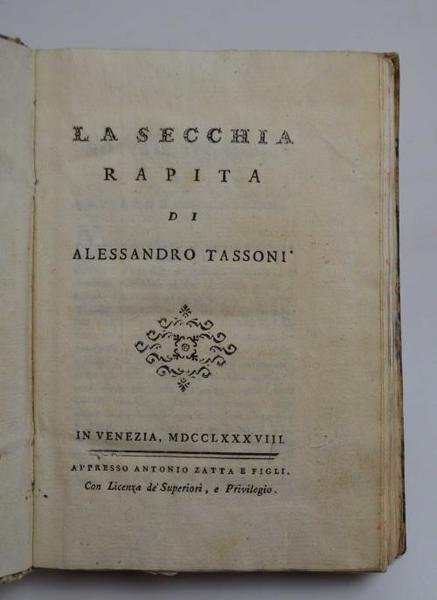 LA SECCHIA
RAPITA
DI
ALESSANDRO TASSONI
IN VENEZIA, MDCCLXXXVIII.
APPRESSO ANTONIO ZATTA E FIGLI.
Con Licenza de' Superiori, e Privilegio.